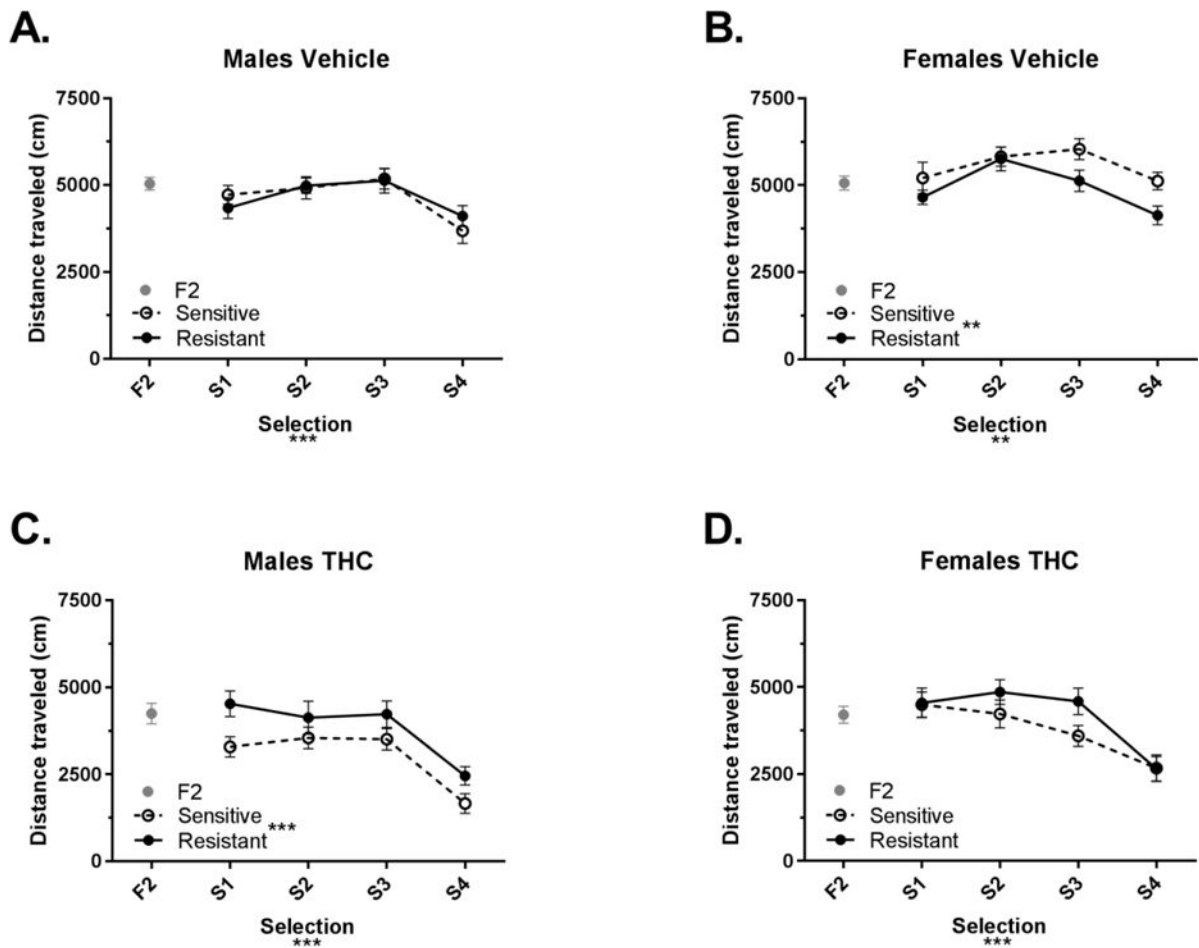 A.
Males Vehicle
Distance traveled (cm)
7500
5000
2500
0
F2
Sensitive
Resistant
F2
S1
S2
S3
S4
Selection
***
B.
Females Vehicle
Distance traveled (cm)
7500
5000
2500
0
F2
Sensitive
Resistant **
F2
S1
S2
S3
S4
Selection
**
C.
Males THC
Distance traveled (cm)
7500
5000
2500
0
F2
Sensitive
***
Resistant
F2
S1
S2
S3
S4
Selection
***
D.
Females THC
Distance traveled (cm)
7500
5000
2500
0
F2
Sensitive
Resistant
F2
S1
S2
S3
S4
Selection
***